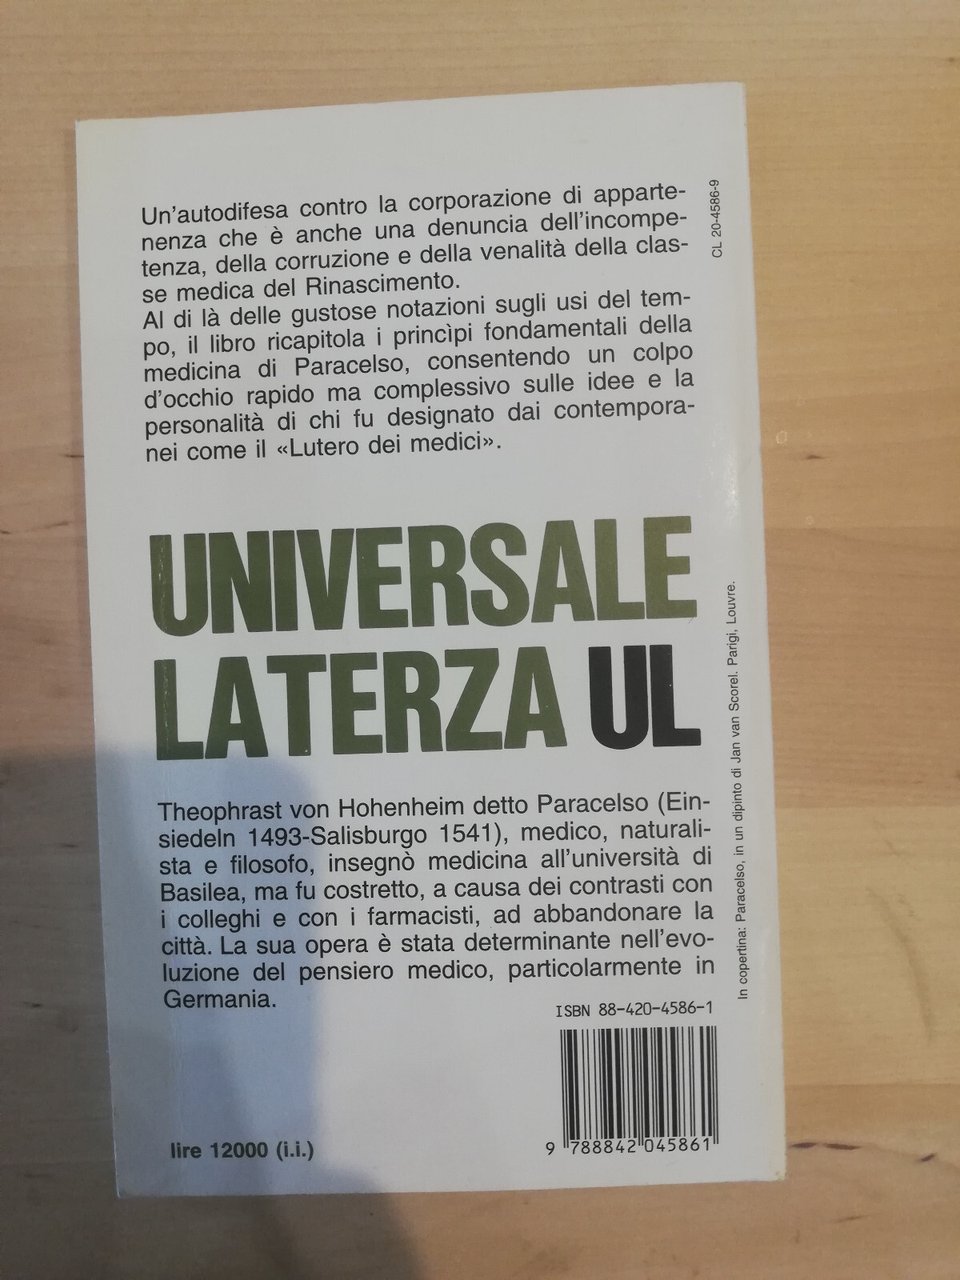 Un'autodifesa contro la corporazione di apparte-
nenza che è anche una denuncia dell'incompe-
tenza, della corruzione e della venalità della clas-
se medica del Rinascimento.
Al di là delle gustose notazioni sugli usi del tem-
po, il libro ricapitola i princìpi fondamentali della
medicina di Paracelso, consentendo un colpo
d'occhio rapido ma complessivo sulle idee e la
personalità di chi fu designato dai contempora-
nei come il «Lutero dei medici».
CL 20-4586-9
UNIVERSALE
LATERZA UL
In copertina: Paracelso, in un dipinto di Jan van Scorel. Parigi, Louvre.
Theophrast von Hohenheim detto Paracelso (Ein-
siedeln 1493-Salisburgo 1541), medico, naturali-
sta e filosofo, insegnò medicina all'università di
Basilea, ma fu costretto, a causa dei contrasti con
i colleghi e con i farmacisti, ad abbandonare la
città. La sua opera è stata determinante nell'evo-
luzione del pensiero medico, particolarmente in
Germania.
ISBN 88-420-4586-1
9 788842 045861
lire 12000 (i.i.)